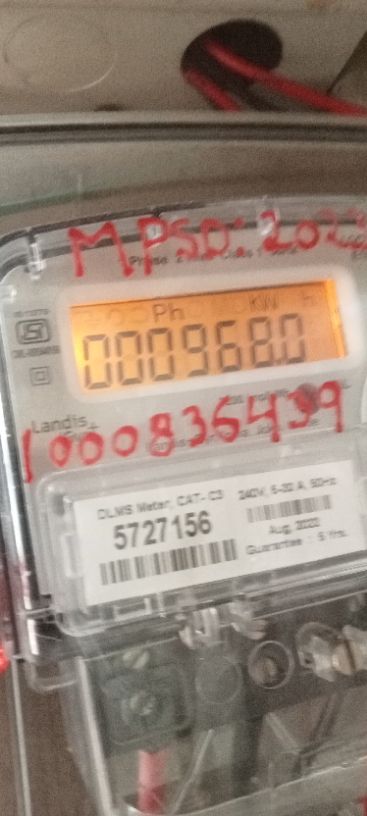 MPSD:202
Ph KW h
000968.0
Landis
1000836439
DLMS Meter, CAT- C3 240V, 5-30 A, 50Hz
5727156
Aug, 2022
Guarantee : 5 Yrs.